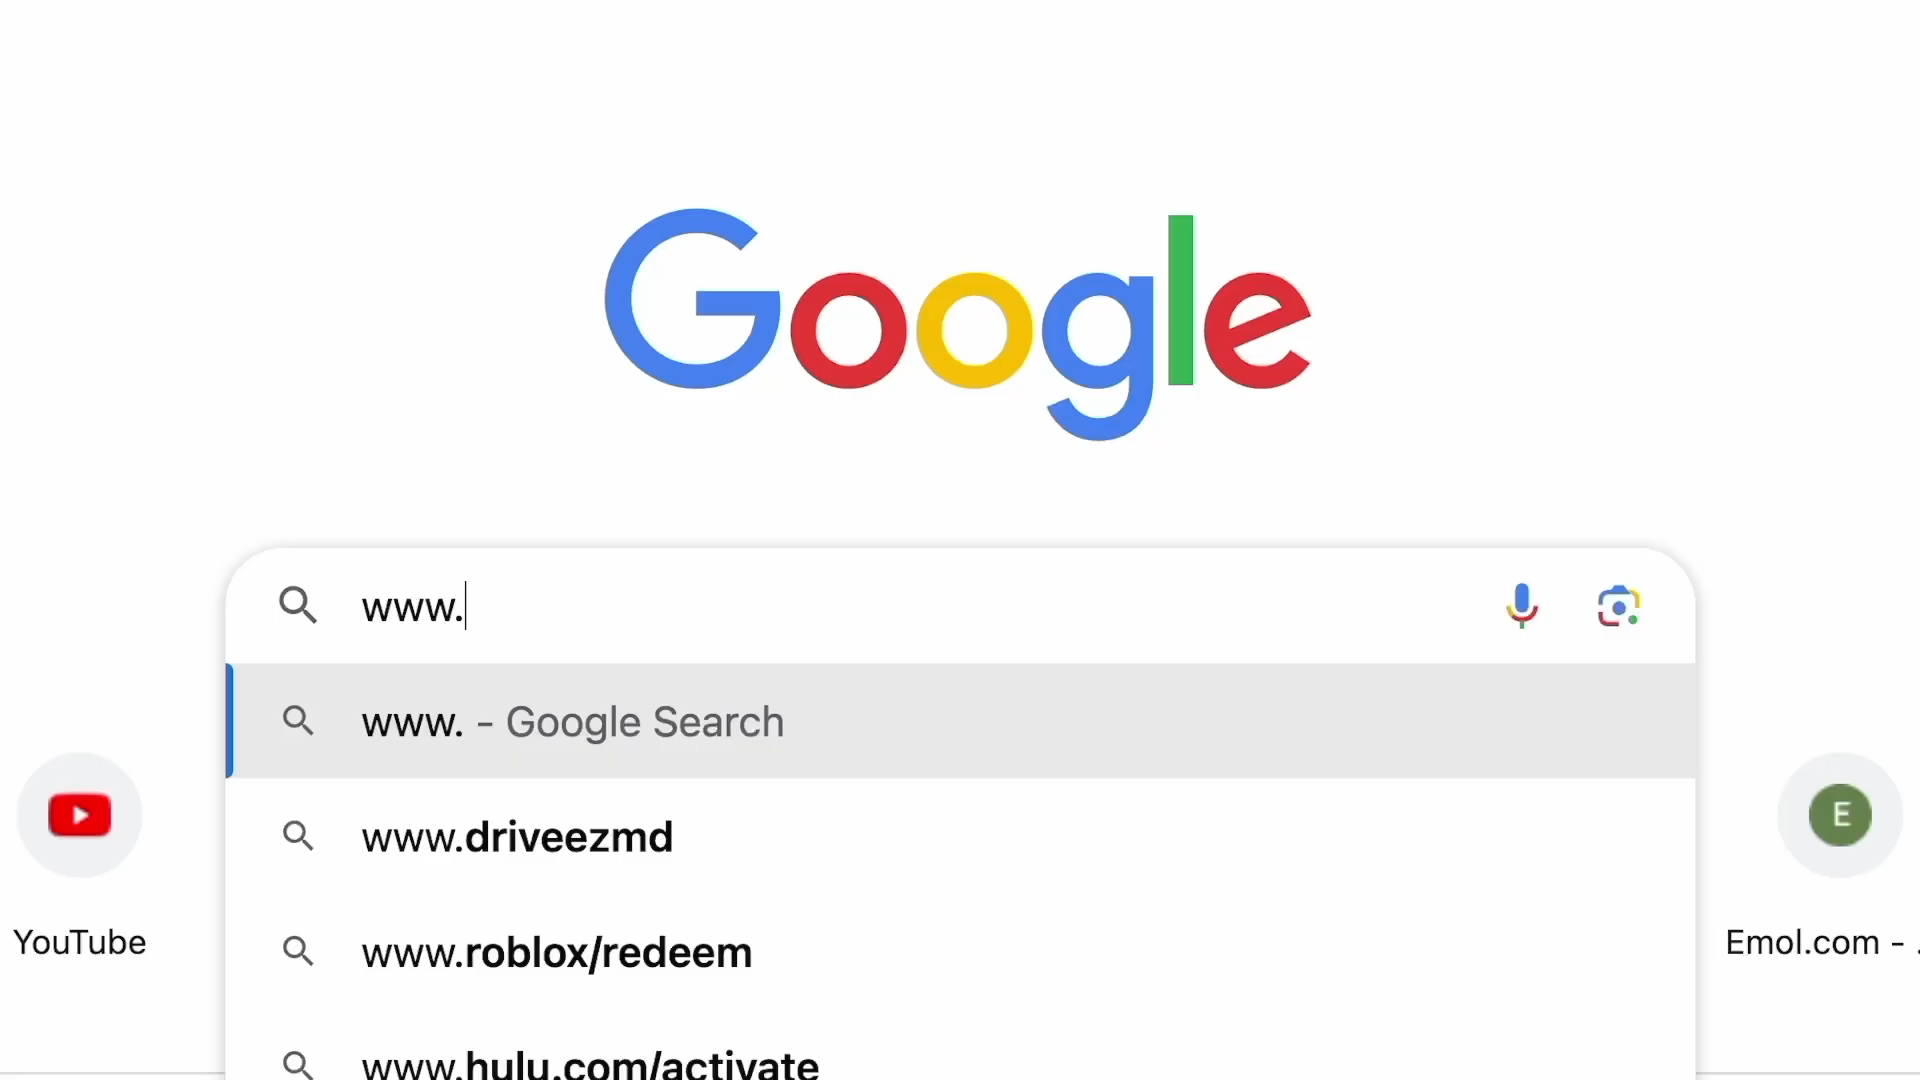 Google
www.
www. - Google Search
www.driveezmd
www.roblox/redeem
www.hulu.com/activate
YouTube
E
Emol.com - .